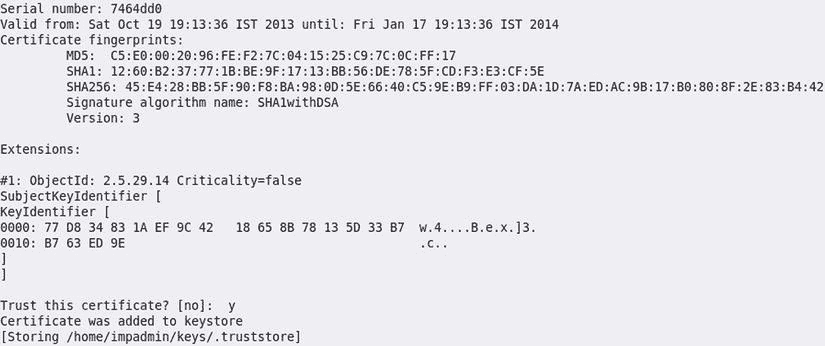 Serial number: 7464dd0
Valid from: Sat Oct 19 19:13:36 IST 2013 until: Fri Jan 17 19:13:36 IST 2014
Certificate fingerprints:
MD5:  C5:E0:00:20:96:FE:F2:7C:04:15:25:C9:7C:0C:FF:17
SHA1: 12:60:B2:37:77:1B:BE:9F:17:13:BB:56:DE:78:5F:CD:F3:E3:CF:5E
SHA256: 45:E4:28:BB:5F:90:F8:BA:98:0D:5E:66:40:C5:9E:B9:FF:03:DA:1D:7A:ED:AC:9B:17:B0:80:8F:2E:83:B4:42
Signature algorithm name: SHA1withDSA
Version: 3
Extensions:
#1: ObjectId: 2.5.29.14 Criticality=false
SubjectKeyIdentifier [
KeyIdentifier [
0000: 77 D8 34 83 1A EF 9C 42   18 65 8B 78 13 5D 33 B7  w.4....B.e.x.]3.
0010: B7 63 ED 9E                                        .c..
]
]
Trust this certificate? [no]:  y
Certificate was added to keystore
[Storing /home/impadmin/keys/.truststore]